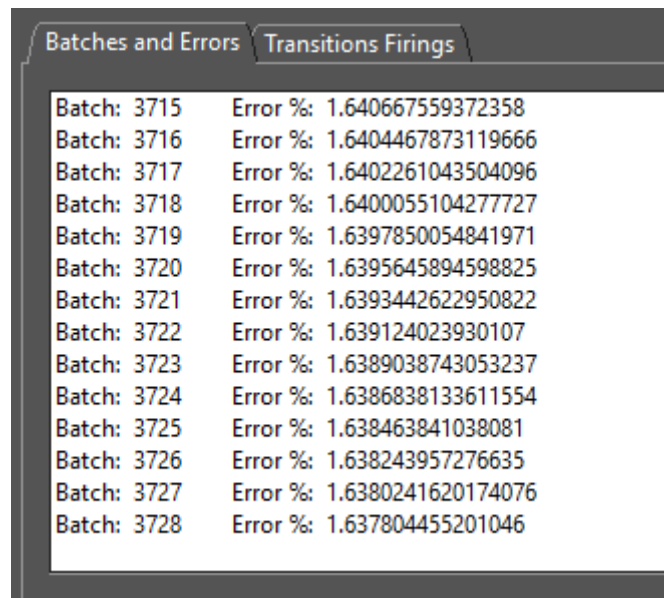 Batches and Errors Transitions Firings
Batch: 3715 Error %: 1.640667559372358
Batch: 3716 Error %: 1.6404467873119666
Batch: 3717 Error %: 1.6402261043504096
Batch: 3718 Error %: 1.6400055104277727
Batch: 3719 Error %: 1.6397850054841971
Batch: 3720 Error %: 1.6395645894598825
Batch: 3721 Error %: 1.6393442622950822
Batch: 3722 Error %: 1.639124023930107
Batch: 3723 Error %: 1.6389038743053237
Batch: 3724 Error %: 1.6386838133611554
Batch: 3725 Error %: 1.638463841038081
Batch: 3726 Error %: 1.638243957276635
Batch: 3727 Error %: 1.6380241620174076
Batch: 3728 Error %: 1.637804455201046